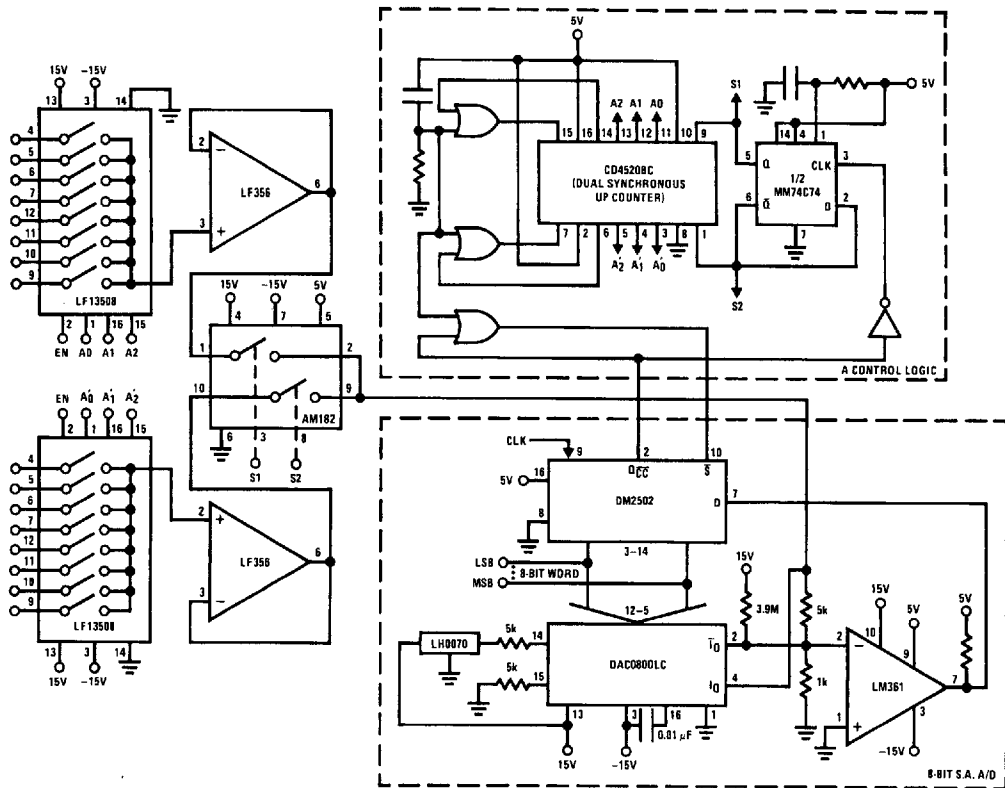 15V
-15V
13
3
14
4
5
6
7
12
11
10
9
LF13508
2
1
16
15
EN
A0
A1
A2
2
3
6
LF356
15V
-15V
5V
4
7
5
1
2
10
9
AM182
6
3
8
S1
S2
EN
A'0
A'1
A'2
2
1
16
15
4
5
6
7
12
11
10
9
LF13508
13
3
14
15V
-15V
2
3
6
LF356
5V
A2
A1
A0
15
16
14
13
12
11
10
9
CD4520BC
(DUAL SYNCHRONOUS
UP COUNTER)
7
2
6
5
4
3
8
1
A'2
A'1
A'0
S1
S2
5V
14
4
1
5
Q
CLK
3
1/2
MM74C74
6
Q
D
2
7
A CONTROL LOGIC
CLK
9
2
10
QCC
S
5V
16
DM2502
D
7
8
3–14
LSB
8-BIT WORD
MSB
12–5
LH0070
5k
14
5k
15
DAC0800LC
I0
2
I0
4
13
3
16
1
15V
-15V
0.01 μF
15V
3.9M
5k
1k
15V
5V
5V
10
9
2
7
LM361
1
3
-15V
8-BIT S.A. A/D